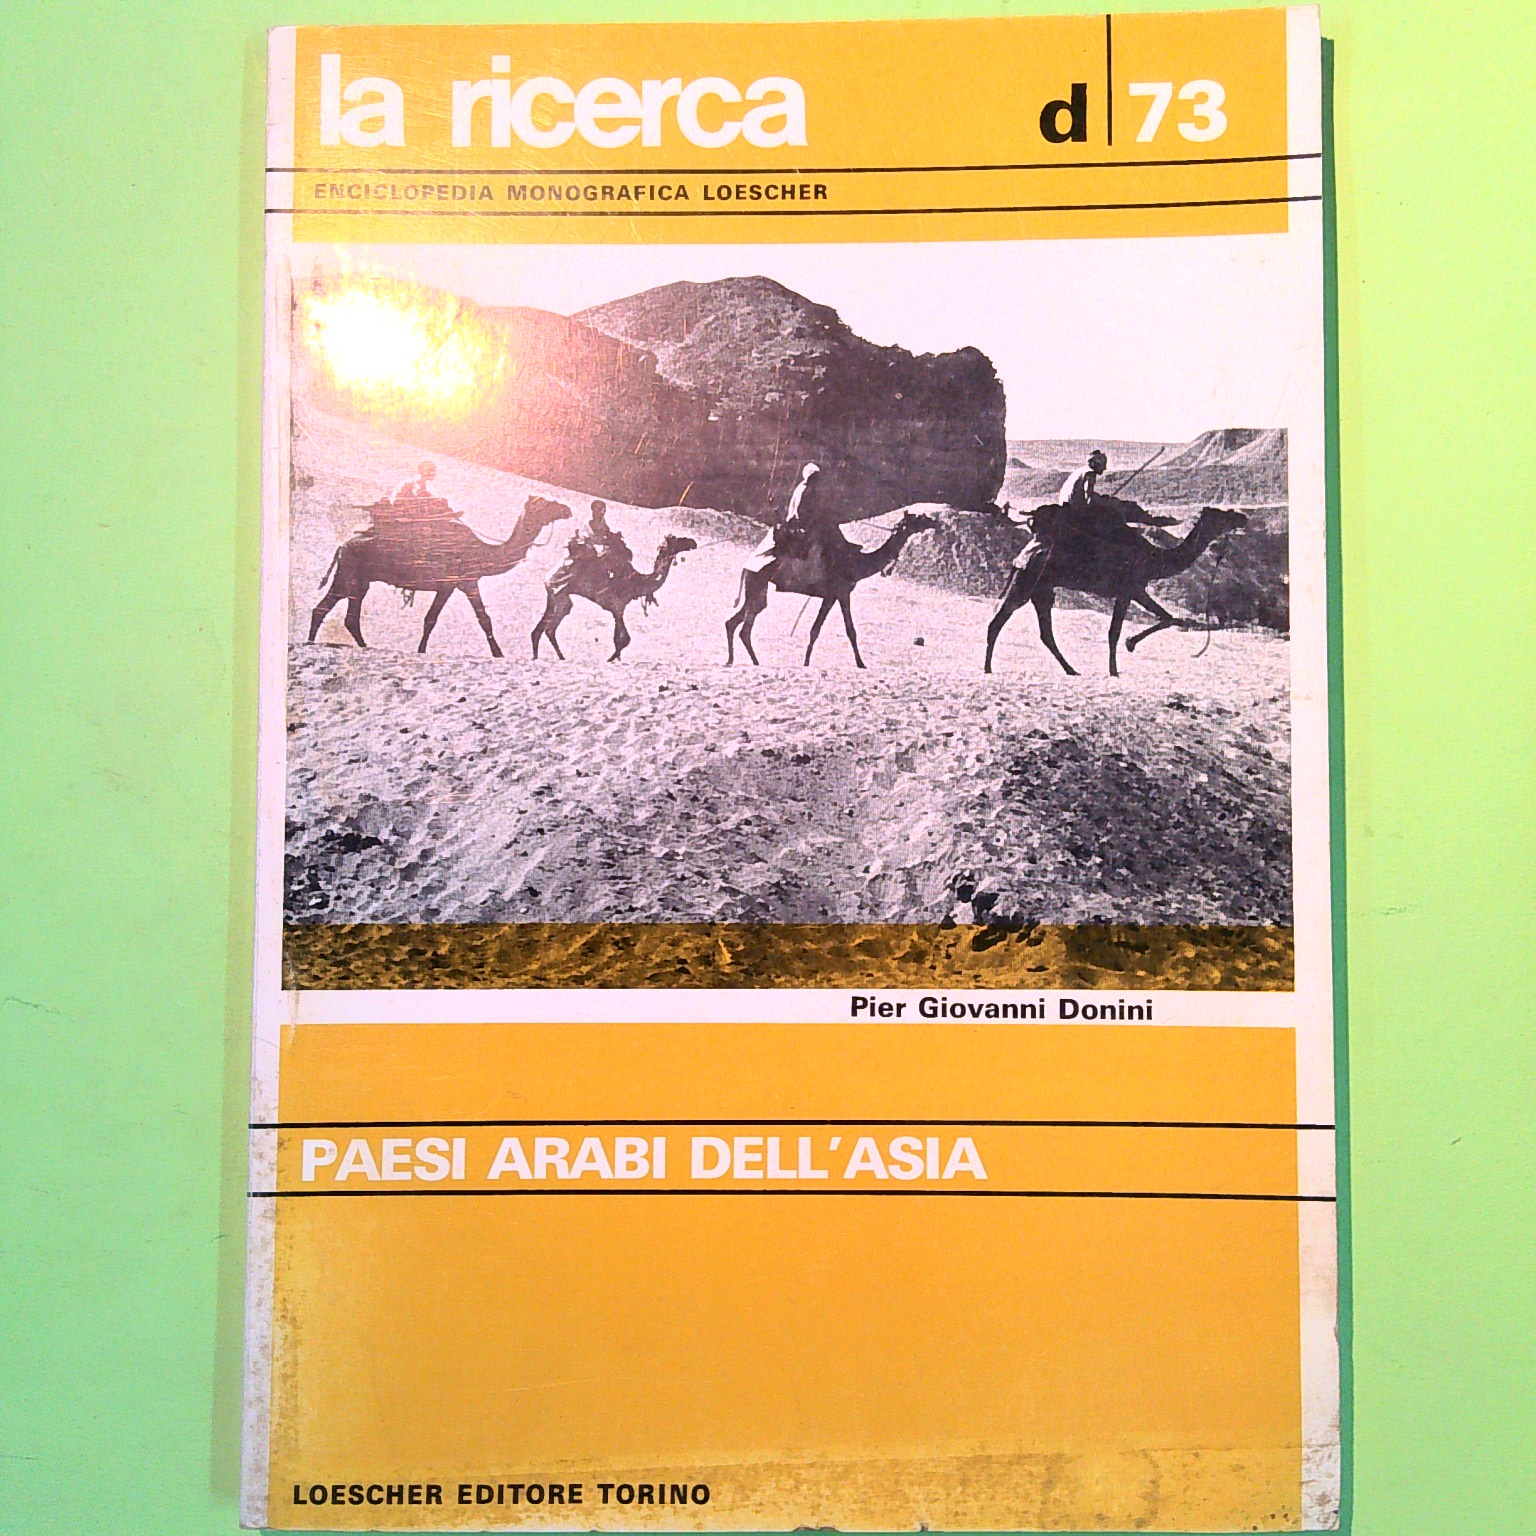 la ricerca
d 73
ENCICLOPEDIA MONOGRAFICA LOESCHER
Pier Giovanni Donini
PAESI ARABI DELL'ASIA
LOESCHER EDITORE TORINO